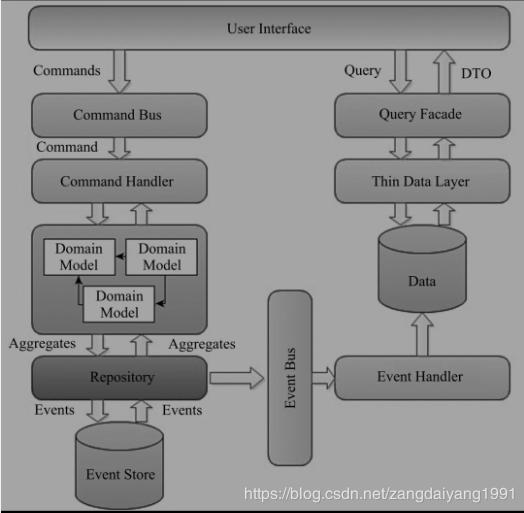 User Interface
Commands
Query
DTO
Command Bus
Query Facade
Command
Command Handler
Thin Data Layer
Domain
Model
Domain
Model
Domain
Model
Data
Aggregates
Aggregates
Repository
Event Bus
Event Handler
Events
Events
Event Store
https://blog.csdn.net/zangdaiyang1991